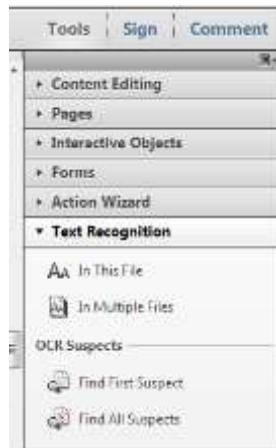 Tools Sign Comment
Content Editing
Pages
Interactive Objects
Forms
Action Wizard
Text Recognition
In This File
In Multiple Files
OCR Suspects
Find First Suspect
Find All Suspects